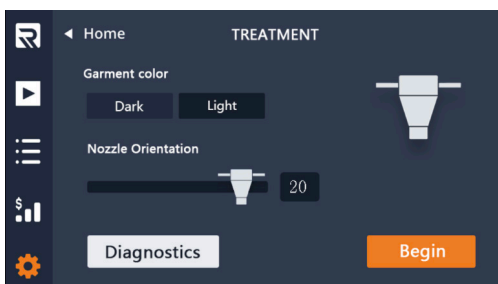 Home
TREATMENT
Garment color
Dark
Light
Nozzle Orientation
20
$
Diagnostics
Begin